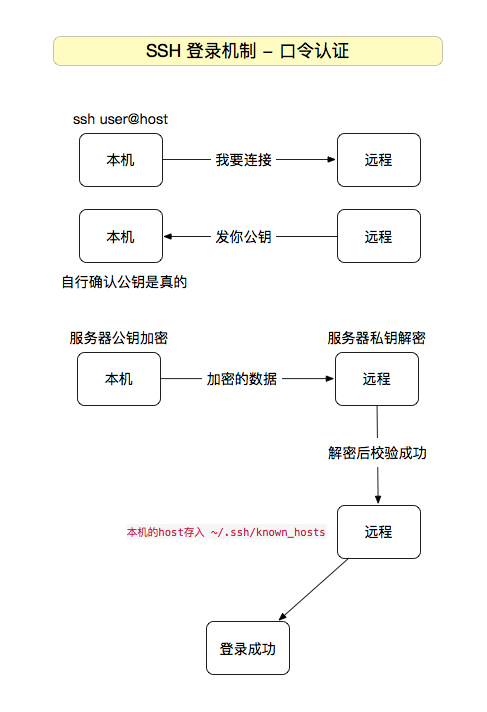 SSH 登录机制 – 口令认证
ssh user@host
本机
我要连接
远程
本机
发你公钥
远程
自行确认公钥是真的
服务器公钥加密
服务器私钥解密
本机
加密的数据
远程
解密后校验成功
本机的host存入 ~/.ssh/known_hosts
远程
登录成功